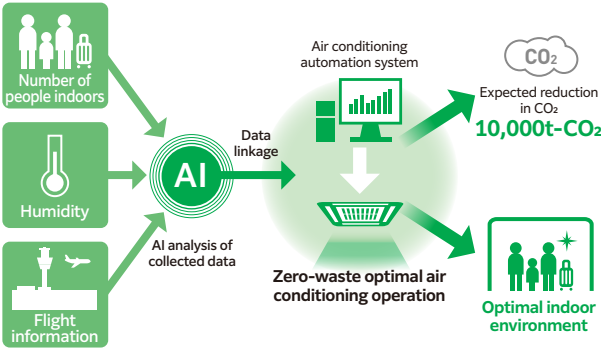 Number of
people indoors
Humidity
Flight
information
AI
AI analysis of
collected data
Data
linkage
Air conditioning
automation system
Zero-waste optimal air
conditioning operation
CO₂
Expected reduction
in CO₂
10,000t-CO₂
Optimal indoor
environment